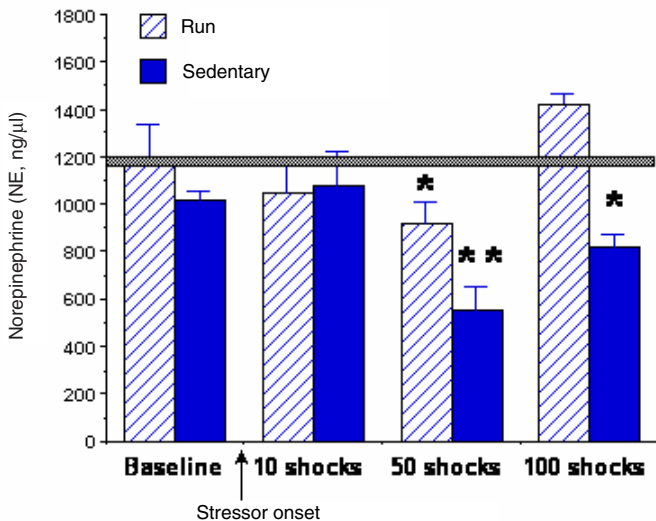 Norepinephrine (NE, ng/µl)
1800
1600
1400
1200
1000
800
600
400
200
0
Run
Sedentary
*
* *
*
Baseline
10 shocks
50 shocks
100 shocks
Stressor onset